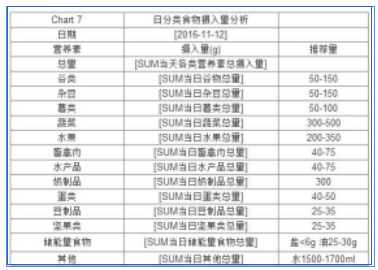 Chart 7 日分类食物摄入量分析
日期 [2016-11-12]
营养素 摄入量(g) 推荐量
总量 [SUM当天各类营养素总摄入量]
谷类 [SUM当日谷物总量] 50-150
杂豆 [SUM当日杂豆总量] 50-150
薯类 [SUM当日薯类总量] 50-100
蔬菜 [SUM当日蔬菜总量] 300-500
水果 [SUM当日水果总量] 200-350
畜禽肉 [SUM当日畜禽肉总量] 40-75
水产品 [SUM当日水产品总量] 40-75
奶制品 [SUM当日奶制品总量] 300
蛋类 [SUM当日蛋类总量] 40-50
豆制品 [SUM当日豆制品总量] 25-35
坚果类 [SUM当日坚果类总量] 25-35
储能量食物 [SUM当日储能量食物总量] 盐<6g 油25-30g
其他 [SUM当日其他总量] 水1500-1700ml